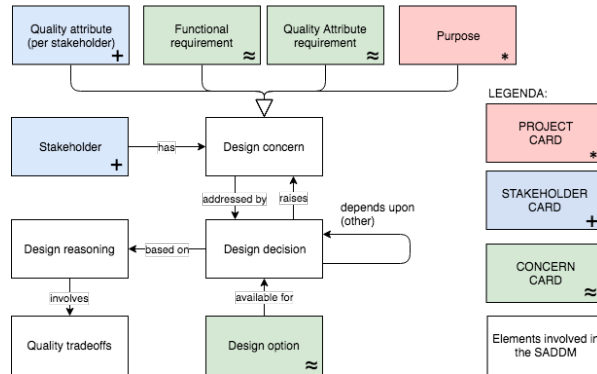 Quality attribute
(per stakeholder)
+
Functional
requirement
≈
Quality Attribute
requirement
≈
Purpose
*
LEGENDA:
PROJECT
CARD
*
Stakeholder
+
has
Design concern
STAKEHOLDER
CARD
+
addressed by
raises
depends upon
(other)
Design reasoning
based on
Design decision
CONCERN
CARD
≈
involves
available for
Quality tradeoffs
Design option
≈
Elements involved in
the SADDM